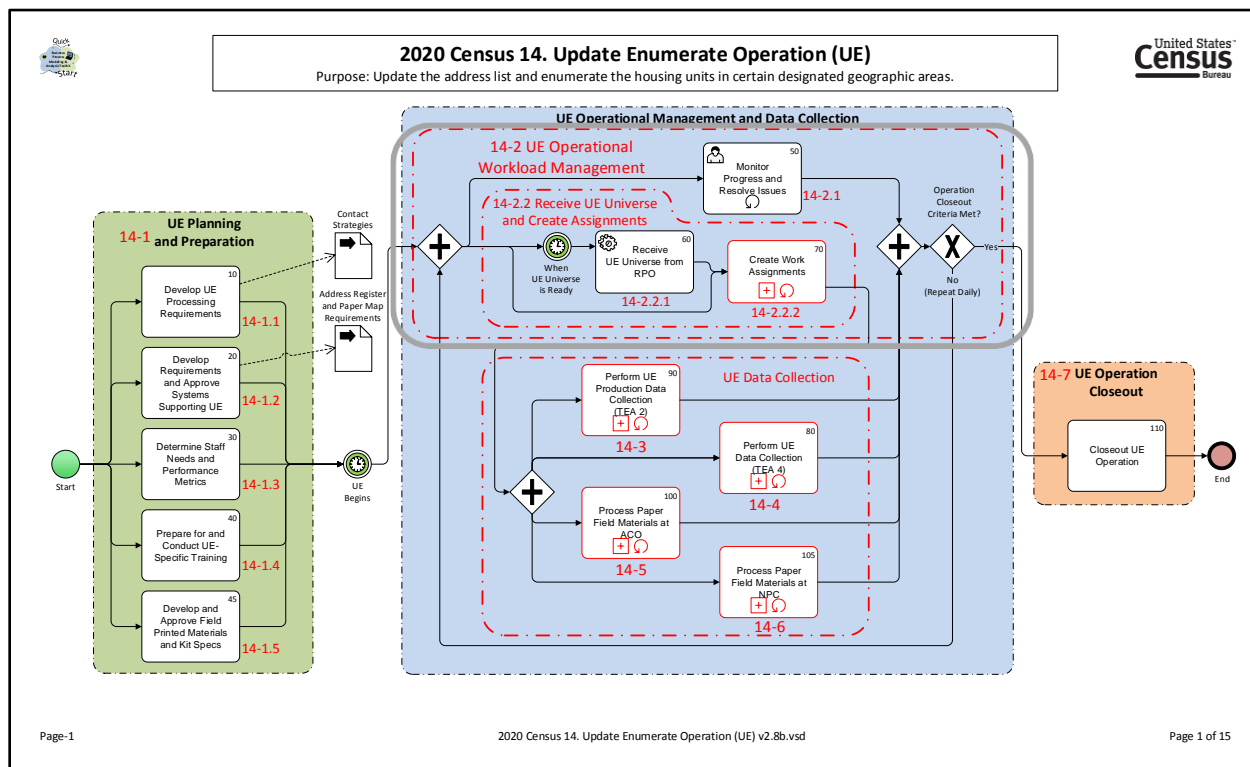 Quick
Start
2020 Census 14. Update Enumerate Operation (UE)
Purpose: Update the address list and enumerate the housing units in certain designated geographic areas.
United States™
Census
Bureau
UE Operational Management and Data Collection
14-2 UE Operational
Workload Management
50
Monitor
Progress and
Resolve Issues
14-2.1
Operation
Closeout
Criteria Met?
14-2.2 Receive UE Universe
and Create Assignments
When
UE Universe
is Ready
60
Receive
UE Universe from
RPO
14-2.2.1
70
Create Work
Assignments
14-2.2.2
Yes
No
(Repeat Daily)
14-1
UE Planning
and Preparation
Contact
Strategies
Address Register
and Paper Map
Requirements
10
Develop UE
Processing
Requirements
14-1.1
20
Develop
Requirements
and Approve
Systems
Supporting UE
14-1.2
30
Determine Staff
Needs and
Performance
Metrics
14-1.3
40
Prepare for and
Conduct UE-
Specific Training
14-1.4
45
Develop and
Approve Field
Printed Materials
and Kit Specs
14-1.5
Start
UE
Begins
UE Data Collection
90
Perform UE
Production Data
Collection
(TEA 2)
14-3
80
Perform UE
Data Collection
(TEA 4)
14-4
100
Process Paper
Field Materials at
ACO
14-5
105
Process Paper
Field Materials at
NPC
14-6
14-7 UE Operation
Closeout
110
Closeout UE
Operation
End
Page-1
2020 Census 14. Update Enumerate Operation (UE) v2.8b.vsd
Page 1 of 15